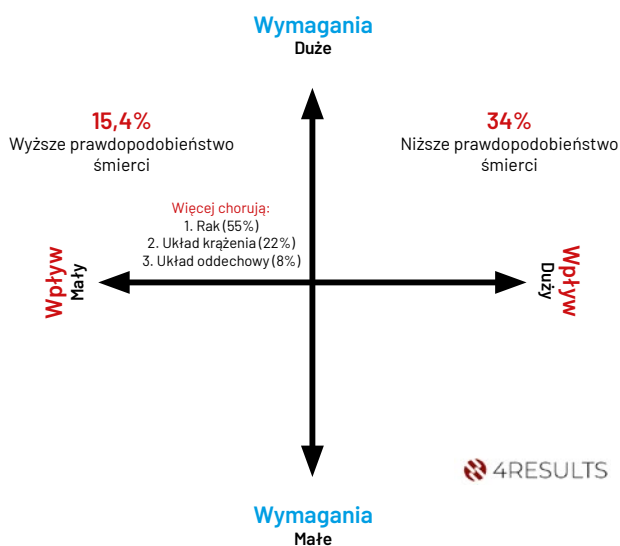 Wymagania
Duże
15,4%
Wyższe prawdopodobieństwo
śmierci
34%
Niższe prawdopodobieństwo
śmierci
Więcej chorują:
1. Rak (55%)
2. Układ krążenia (22%)
3. Układ oddechowy (8%)
Wpływ
Mały
Duży
Wpływ
4RESULTS
Wymagania
Małe